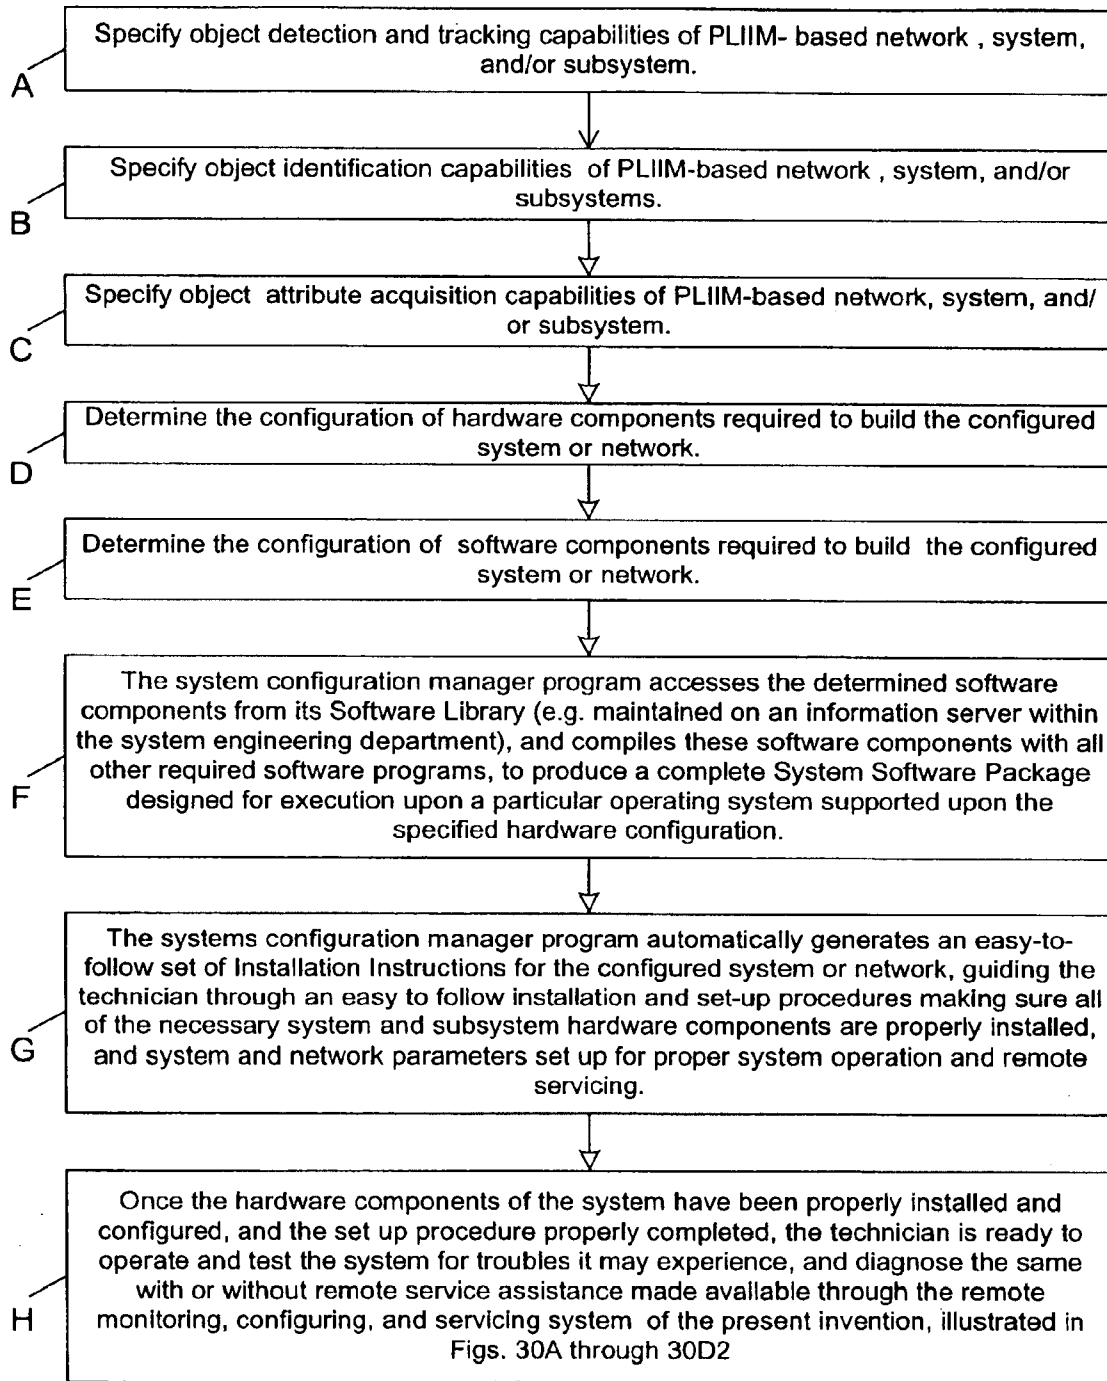 Specify object detection and tracking capabilities of PLIIM- based network , system,
and/or subsystem.
A
Specify object identification capabilities of PLIIM-based network , system, and/or
subsystems.
B
Specify object attribute acquisition capabilities of PLIIM-based network, system, and/
or subsystem.
C
Determine the configuration of hardware components required to build the configured
system or network.
D
Determine the configuration of software components required to build the configured
system or network.
E
The system configuration manager program accesses the determined software
components from its Software Library (e.g. maintained on an information server within
the system engineering department), and compiles these software components with all
other required software programs, to produce a complete System Software Package
designed for execution upon a particular operating system supported upon the
specified hardware configuration.
F
The systems configuration manager program automatically generates an easy-to-
follow set of Installation Instructions for the configured system or network, guiding the
technician through an easy to follow installation and set-up procedures making sure all
of the necessary system and subsystem hardware components are properly installed,
and system and network parameters set up for proper system operation and remote
servicing.
G
Once the hardware components of the system have been properly installed and
configured, and the set up procedure properly completed, the technician is ready to
operate and test the system for troubles it may experience, and diagnose the same
with or without remote service assistance made available through the remote
monitoring, configuring, and servicing system of the present invention, illustrated in
Figs. 30A through 30D2
H